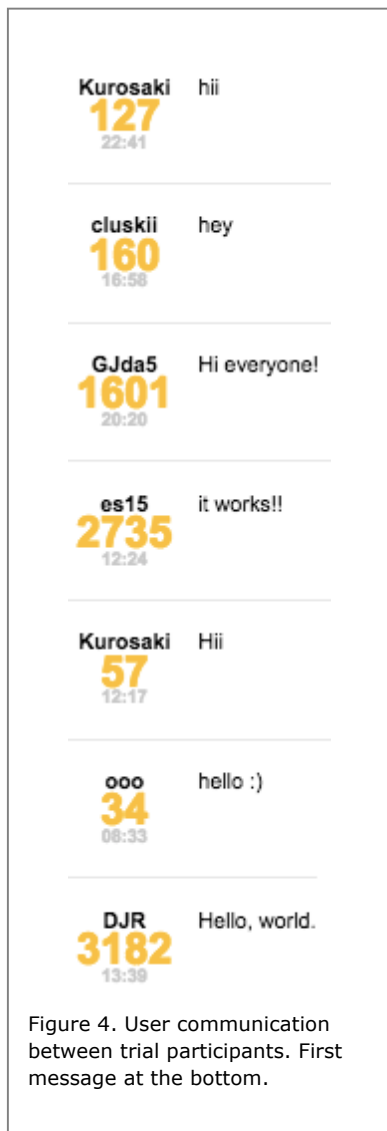 Kurosaki hii
127
22:41
cluskii hey
160
16:58
GJda5 Hi everyone!
1601
20:20
es15 it works!!
2735
12:24
Kurosaki Hii
57
12:17
ooo hello :)
34
08:33
DJR Hello, world.
3182
13:39
Figure 4. User communication
between trial participants. First
message at the bottom.